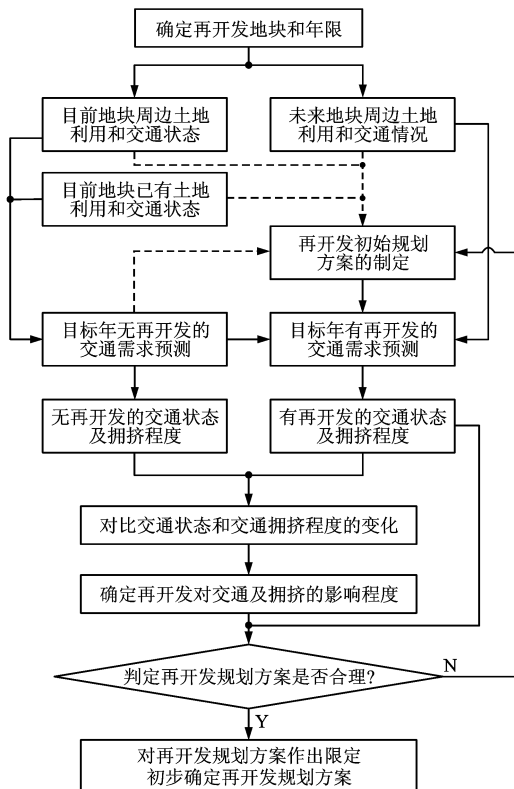 确定再开发地块和年限
目前地块周边土地
利用和交通状态
未来地块周边土地
利用和交通情况
目前地块已有土地
利用和交通状态
再开发初始规划
方案的制定
目标年无再开发的
交通需求预测
目标年有再开发的
交通需求预测
无再开发的交通状态
及拥挤程度
有再开发的交通状态
及拥挤程度
对比交通状态和交通拥挤程度的变化
确定再开发对交通及拥挤的影响程度
判定再开发规划方案是否合理?
N
Y
对再开发规划方案作出限定
初步确定再开发规划方案